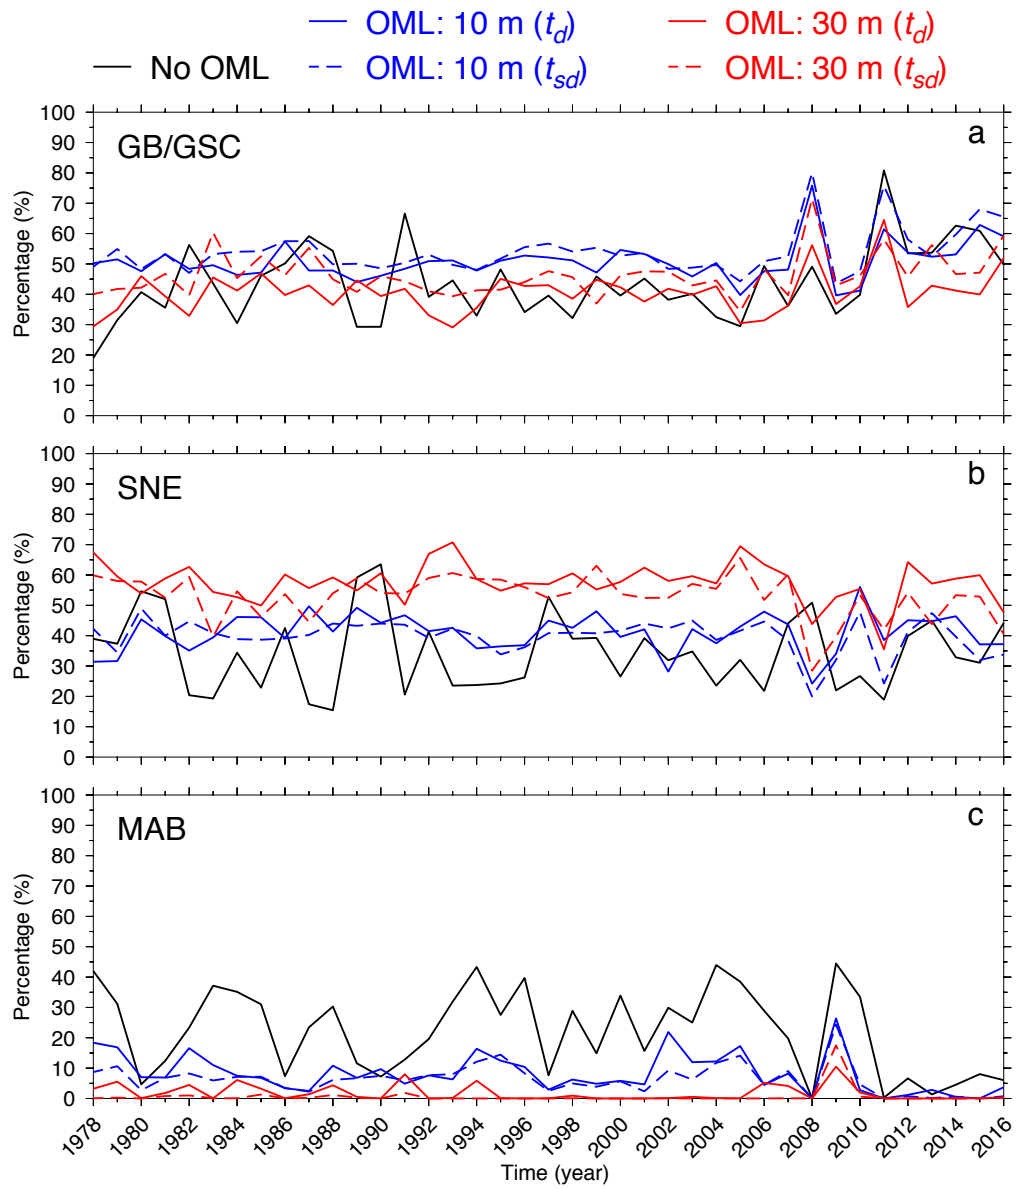 OML: 10 m (t_d) OML: 30 m (t_d)
No OML OML: 10 m (t_sd) OML: 30 m (t_sd)
100
90
80
70
60
50
40
30
20
10
0
Percentage (%)
GB/GSC
a
100
90
80
70
60
50
40
30
20
10
0
Percentage (%)
SNE
b
100
90
80
70
60
50
40
30
20
10
0
Percentage (%)
MAB
c
1978 1980 1982 1984 1986 1988 1990 1992 1994 1996 1998 2000 2002 2004 2006 2008 2010 2012 2014 2016
Time (year)